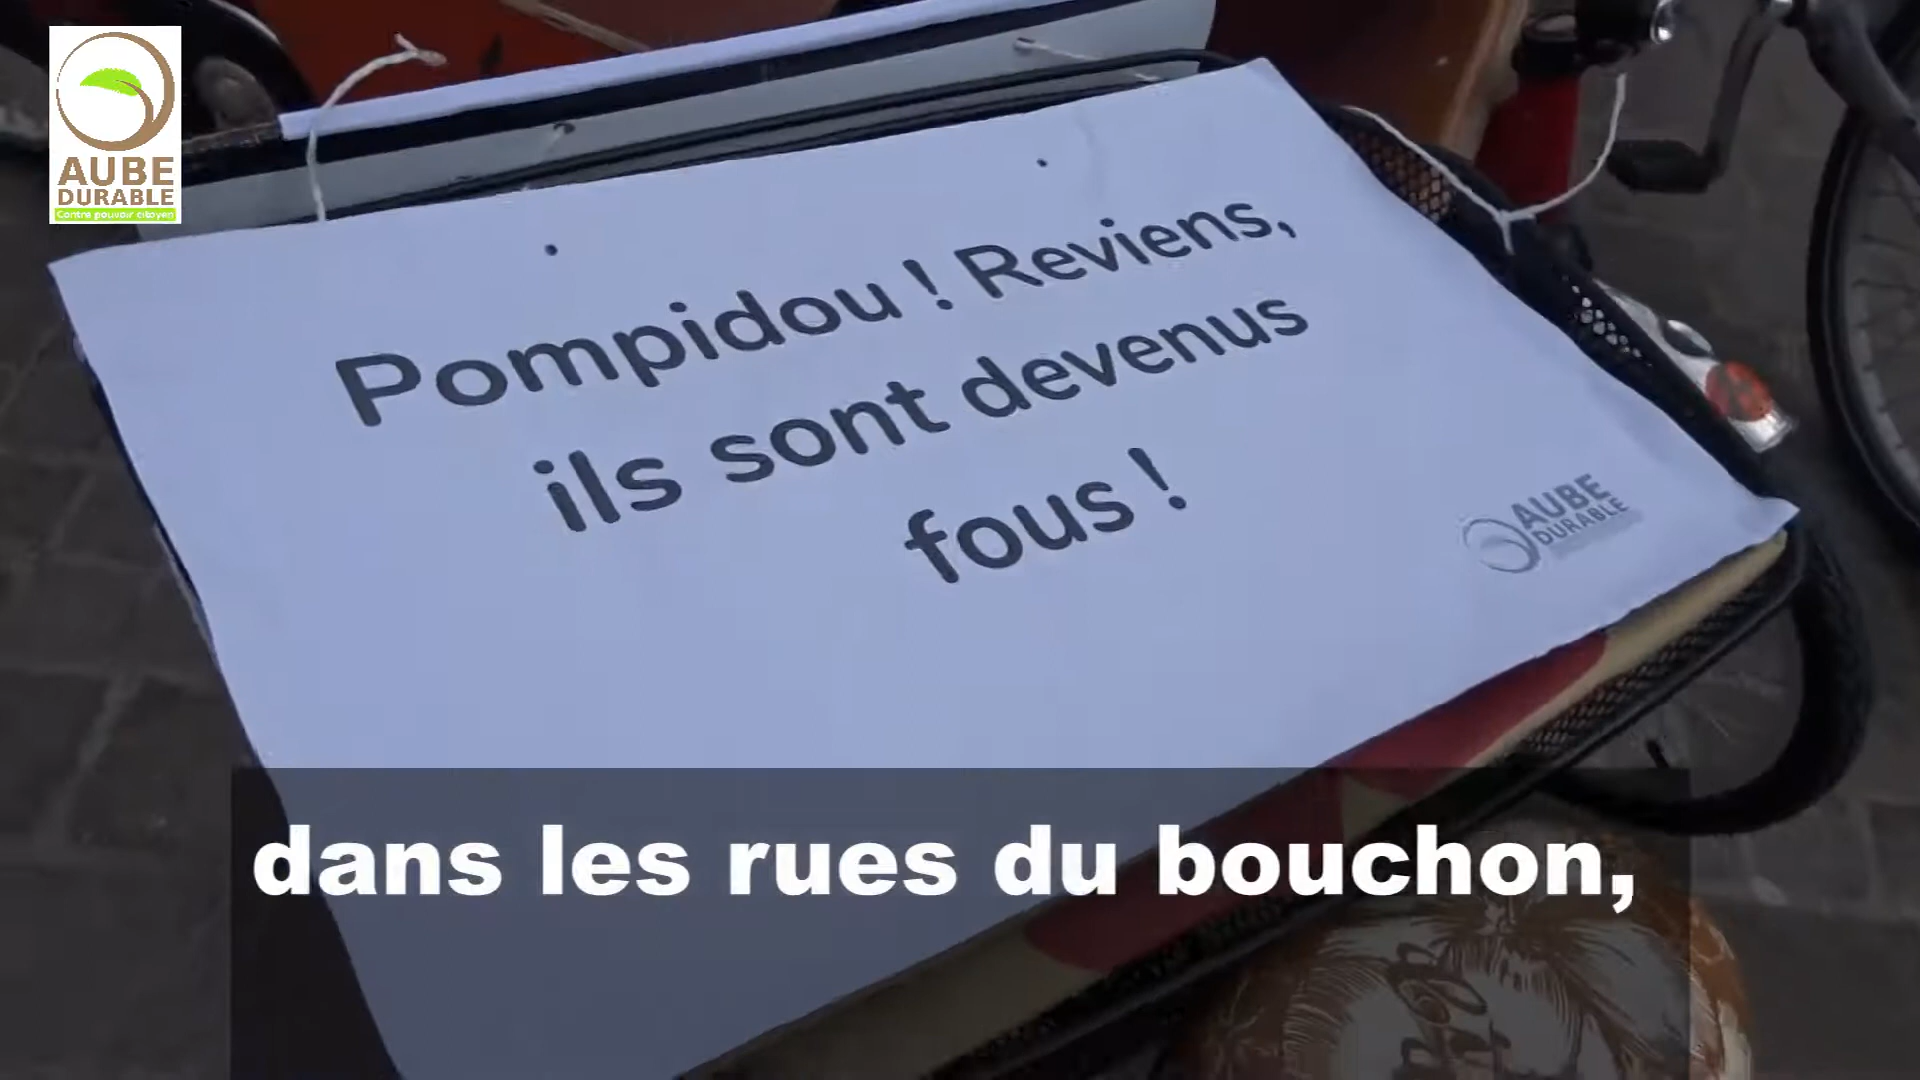 AUBE
DURABLE
Contre pouvoir citoyen
Pompidou ! Reviens,
ils sont devenus
fous !
AUBE
DURABLE
dans les rues du bouchon,